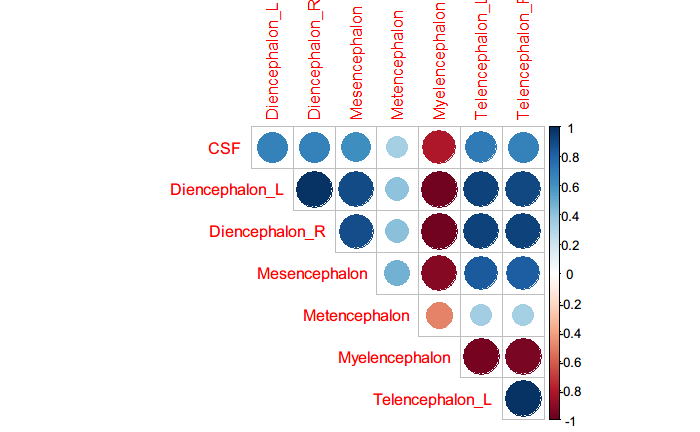 Diencephalon_L
Diencephalon_R
Mesencephalon
Metencephalon
Myelencephalon
Telencephalon_L
Telencephalon_R
CSF
Diencephalon_L
Diencephalon_R
Mesencephalon
Metencephalon
Myelencephalon
Telencephalon_L
1
0.8
0.6
0.4
0.2
0
-0.2
-0.4
-0.6
-0.8
-1